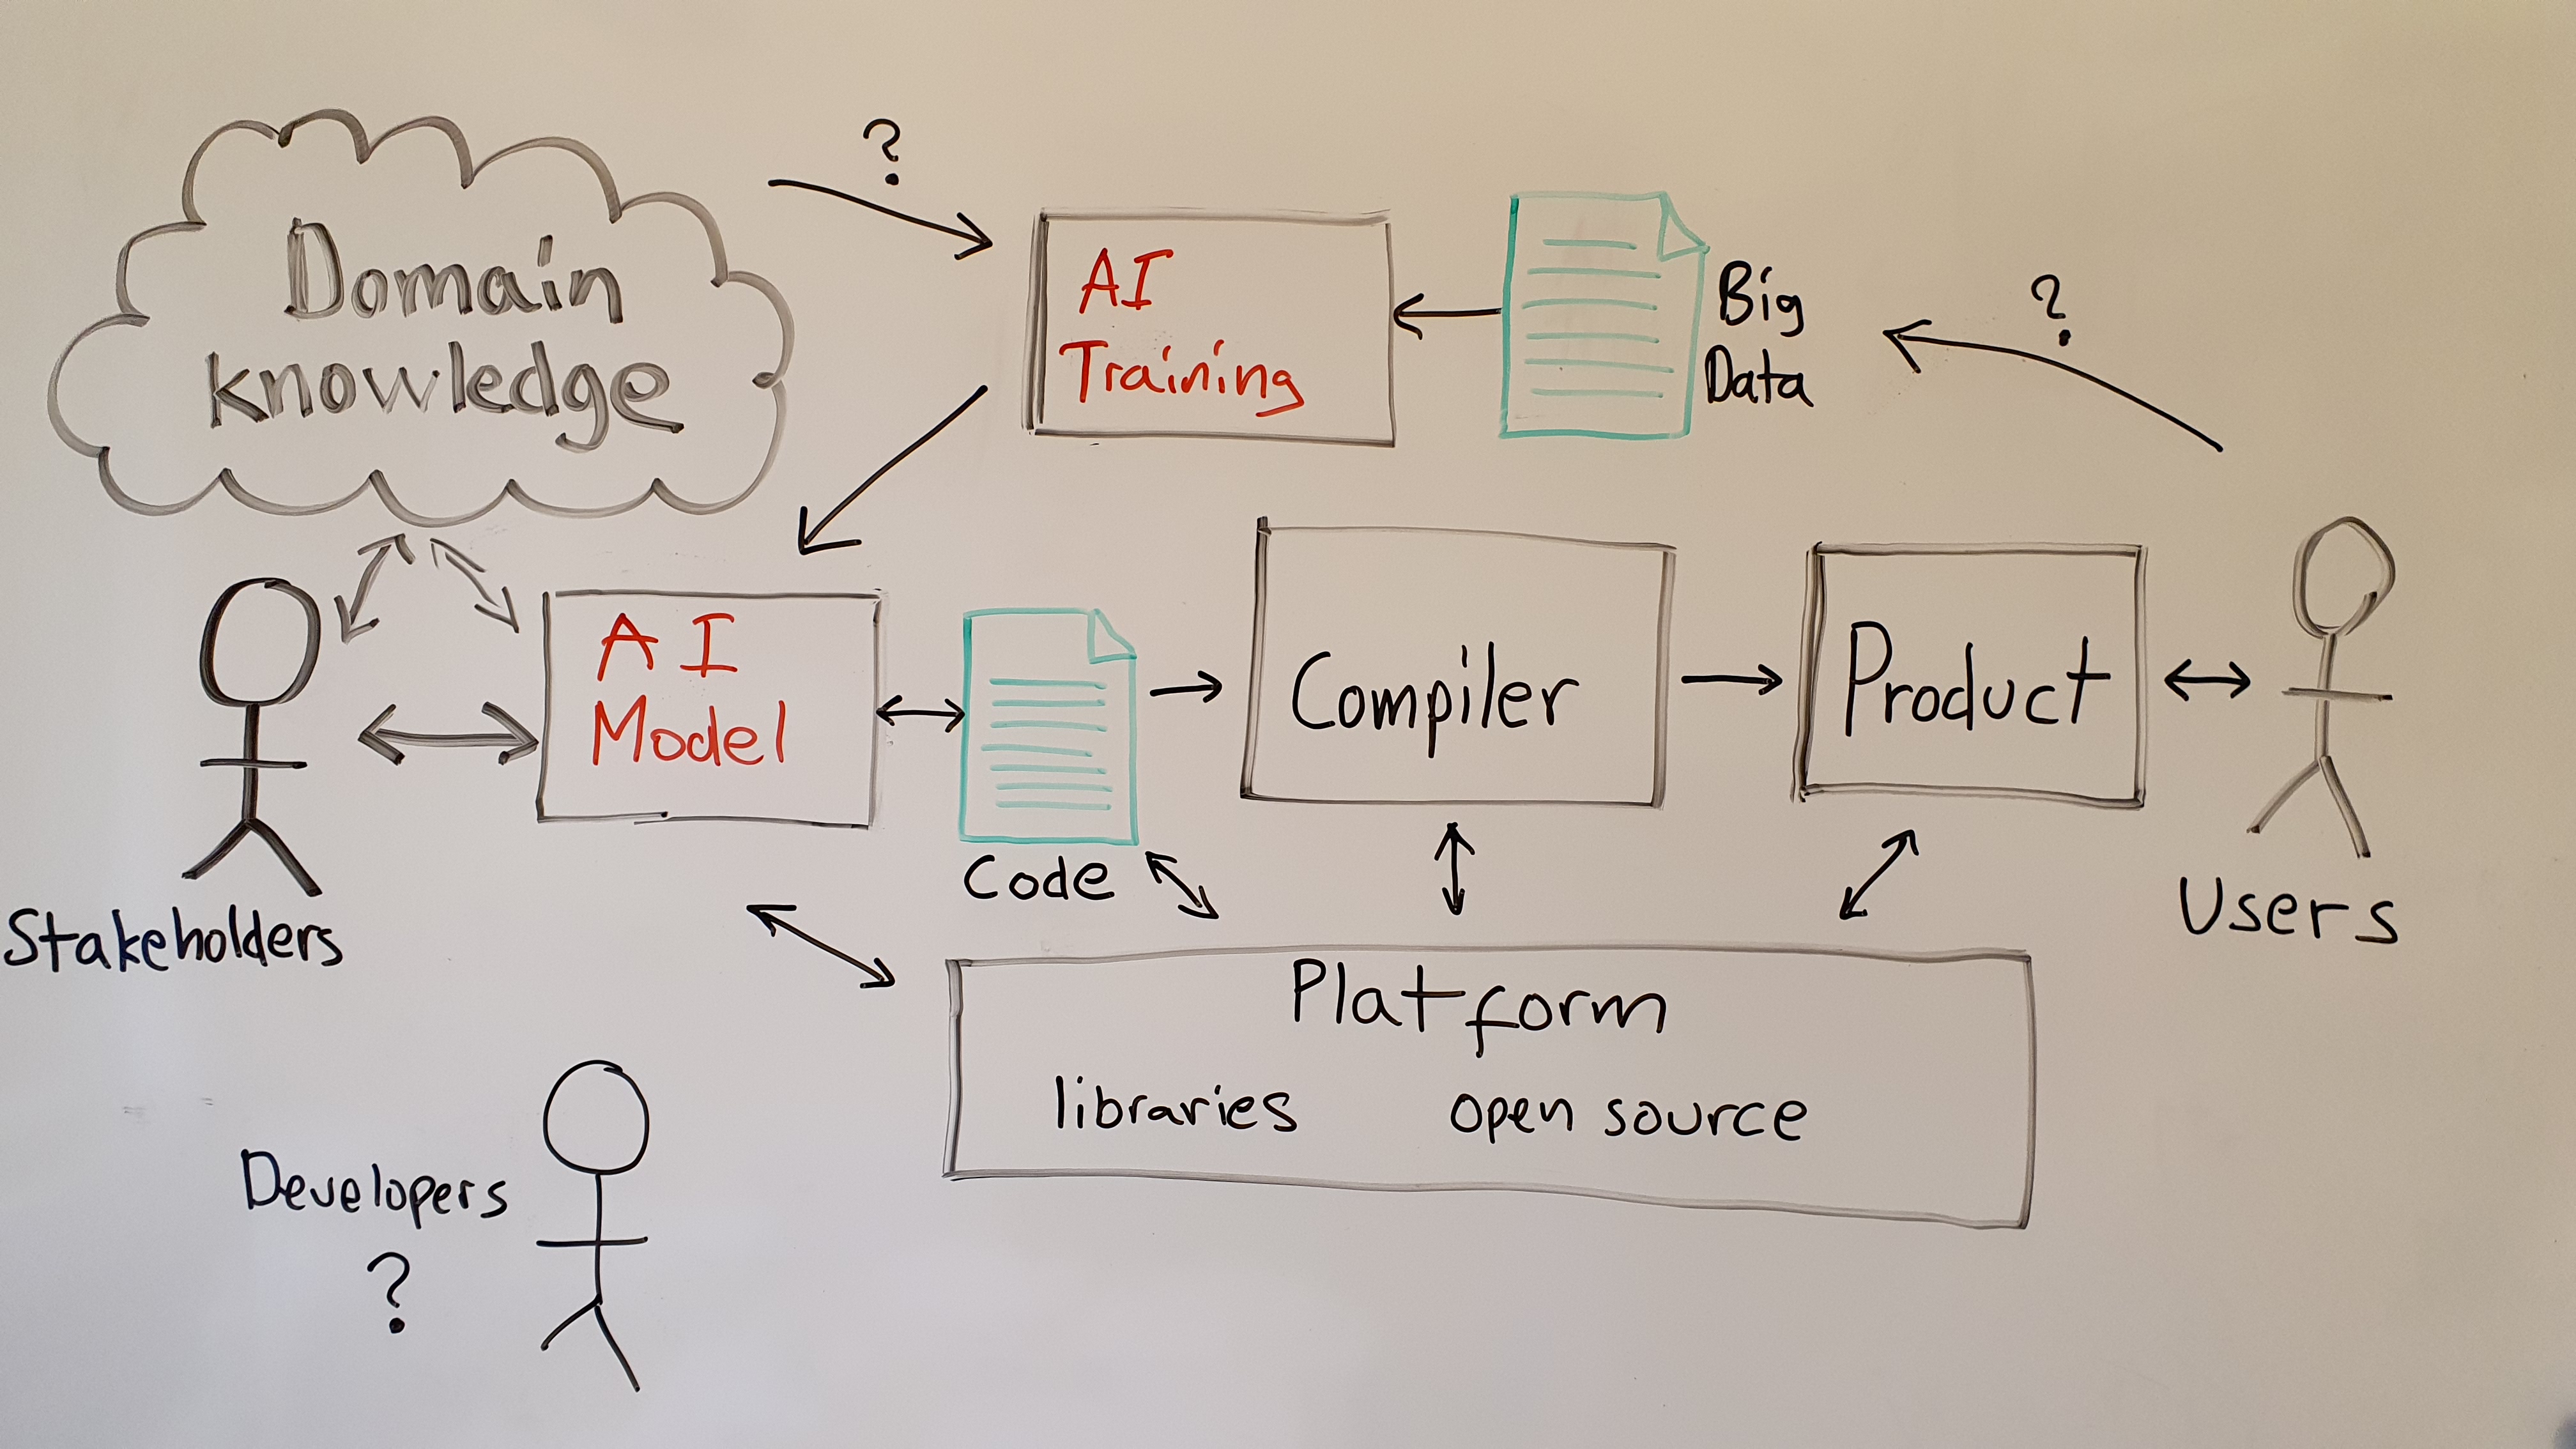 ?
Domain
knowledge
AI
Training
Big
Data
?
AI
Model
Code
Compiler
Product
Stakeholders
Users
Platform
libraries open source
Developers
?